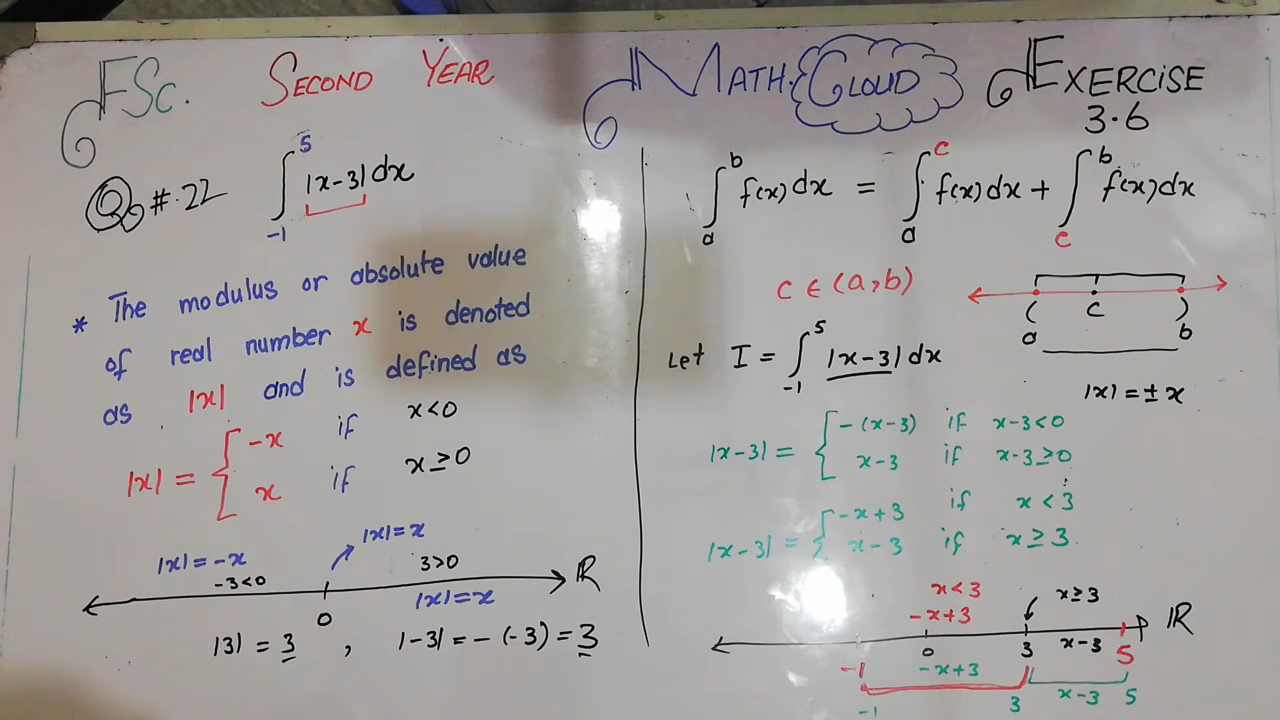 FSc. SECOND YEAR MATH.CLOUD EXERCISE
3.6
Q#.22 ∫_{-1}^{5} |x-3| dx
* The modulus or absolute value
of real number x is denoted
as |x| and is defined as
|x| = { -x if x<0
x if x≥0
|x|=-x |x|=x
-3<0 3>0
0 |x|=x ℝ
|3| = 3 , |-3| = -(-3) = 3
∫_{a}^{b} f(x) dx = ∫_{a}^{c} f(x) dx + ∫_{c}^{b} f(x) dx
c ∈ (a,b)
( c )
a b
Let I = ∫_{-1}^{5} |x-3| dx
|x| = ± x
|x-3| = { -(x-3) if x-3<0
x-3 if x-3≥0
|x-3| = { -x+3 if x < 3
x-3 if x ≥ 3
x<3 x≥3
-x+3 ℝ
-1 0 3 x-3 5
-x+3
-1 3 x-3 5